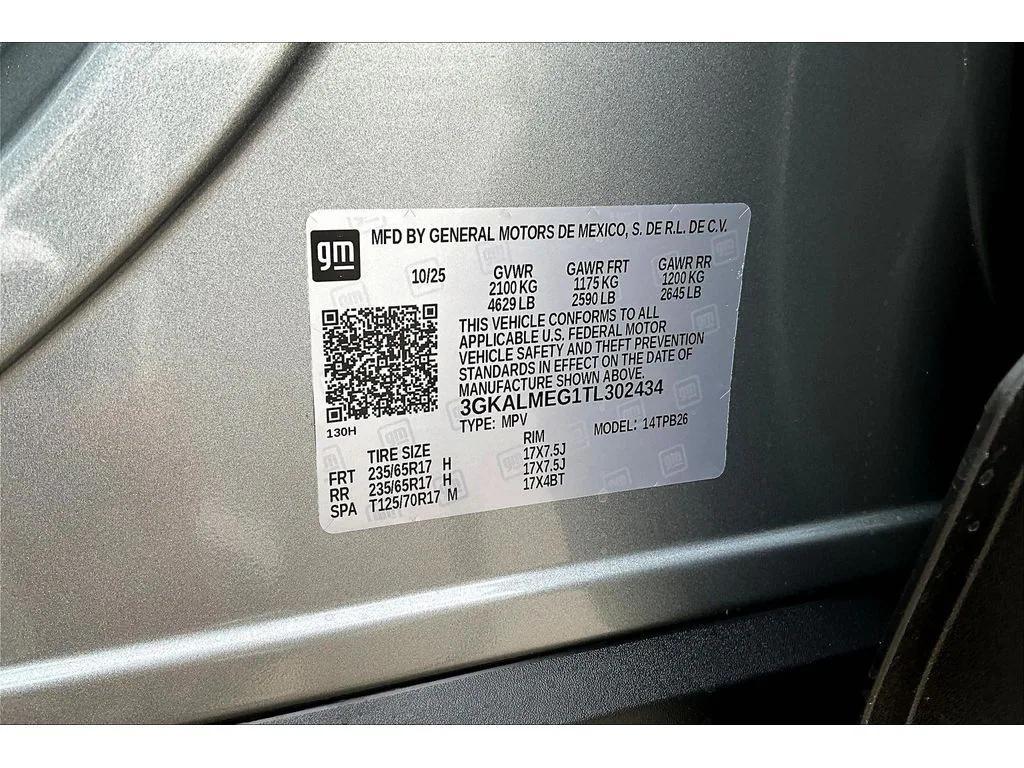 gm
MFD BY GENERAL MOTORS DE MEXICO, S. DE R.L. DE C.V.
10/25 GVWR GAWR FRT GAWR RR
2100 KG 1175 KG 1200 KG
4629 LB 2590 LB 2645 LB
THIS VEHICLE CONFORMS TO ALL
APPLICABLE U.S. FEDERAL MOTOR
VEHICLE SAFETY AND THEFT PREVENTION
STANDARDS IN EFFECT ON THE DATE OF
MANUFACTURE SHOWN ABOVE.
3GKALMEG1TL302434
130H
TYPE: MPV MODEL: 14TPB26
TIRE SIZE RIM
FRT 235/65R17 H 17X7.5J
RR 235/65R17 H 17X7.5J
SPA T125/70R17 M 17X4BT